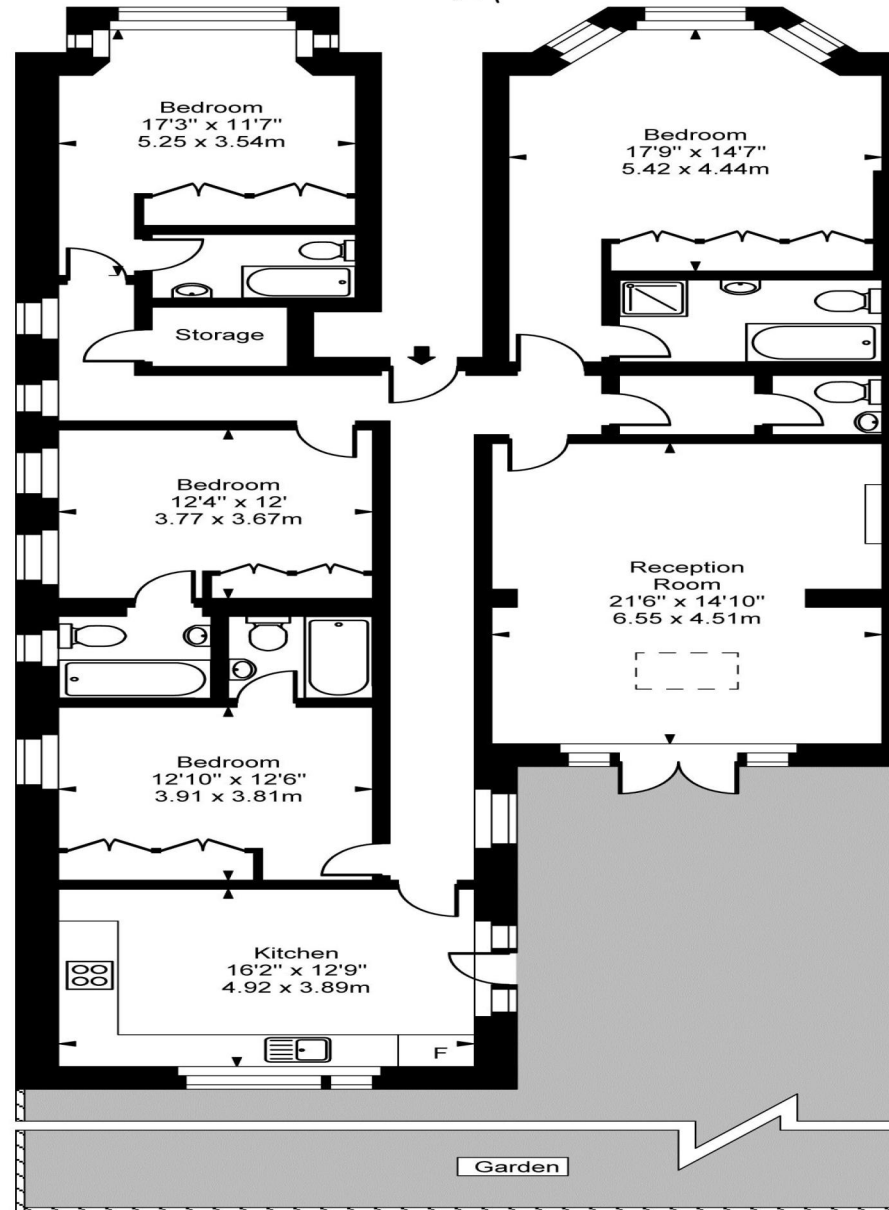 Bedroom
17'3" x 11'7"
5.25 x 3.54m
Bedroom
17'9" x 14'7"
5.42 x 4.44m
Storage
Bedroom
12'4" x 12'
3.77 x 3.67m
Reception
Room
21'6" x 14'10"
6.55 x 4.51m
Bedroom
12'10" x 12'6"
3.91 x 3.81m
Kitchen
16'2" x 12'9"
4.92 x 3.89m
F
Garden